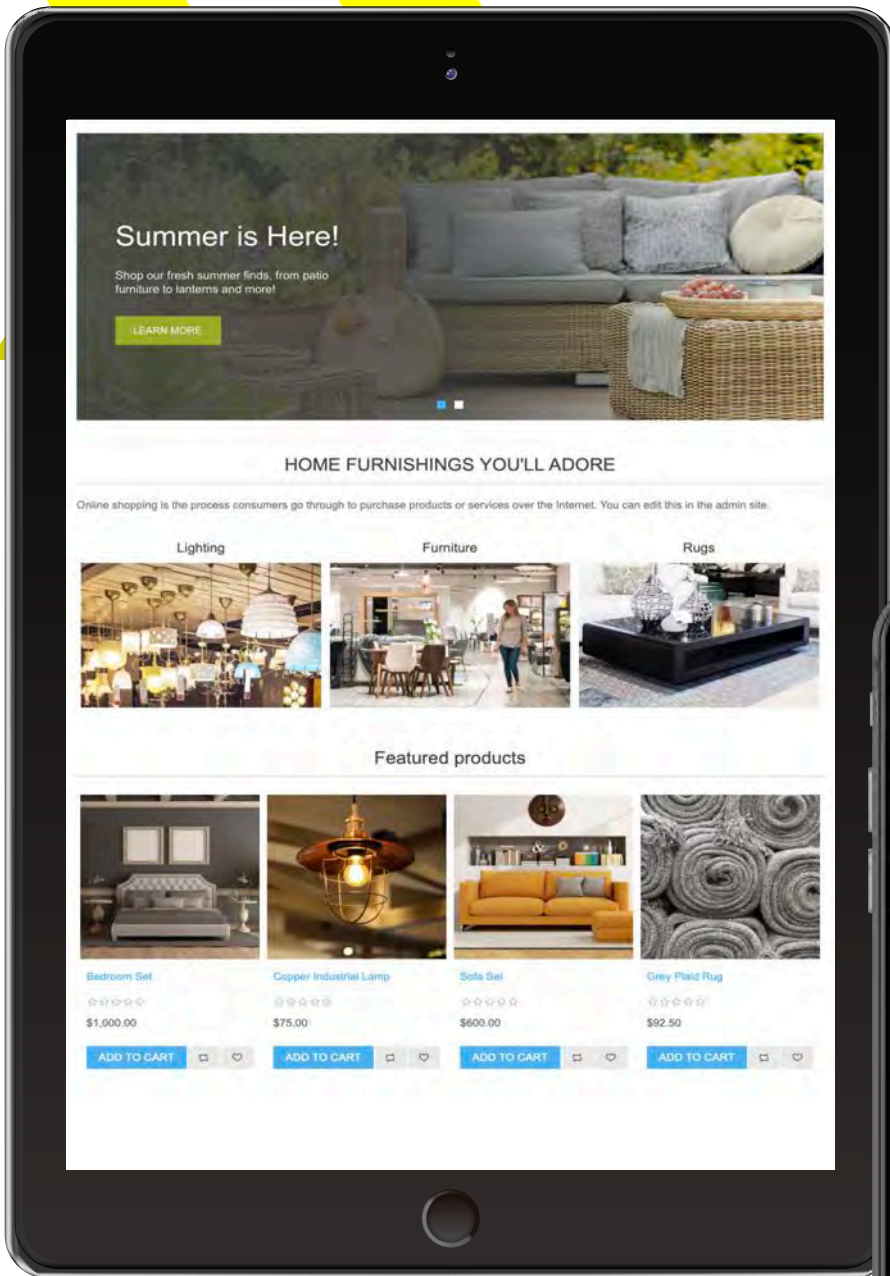 Summer is Here!
Shop our fresh summer finds, from patio
furniture to lanterns and more!
LEARN MORE
HOME FURNISHINGS YOU'LL ADORE
Online shopping is the process consumers go through to purchase products or services over the Internet. You can edit this in the admin site.
Lighting Furniture Rugs
Featured products
Bedroom Set Copper Industrial Lamp Sofa Set Grey Plaid Rug
$1,000.00 $75.00 $600.00 $92.50
ADD TO CART ADD TO CART ADD TO CART ADD TO CART